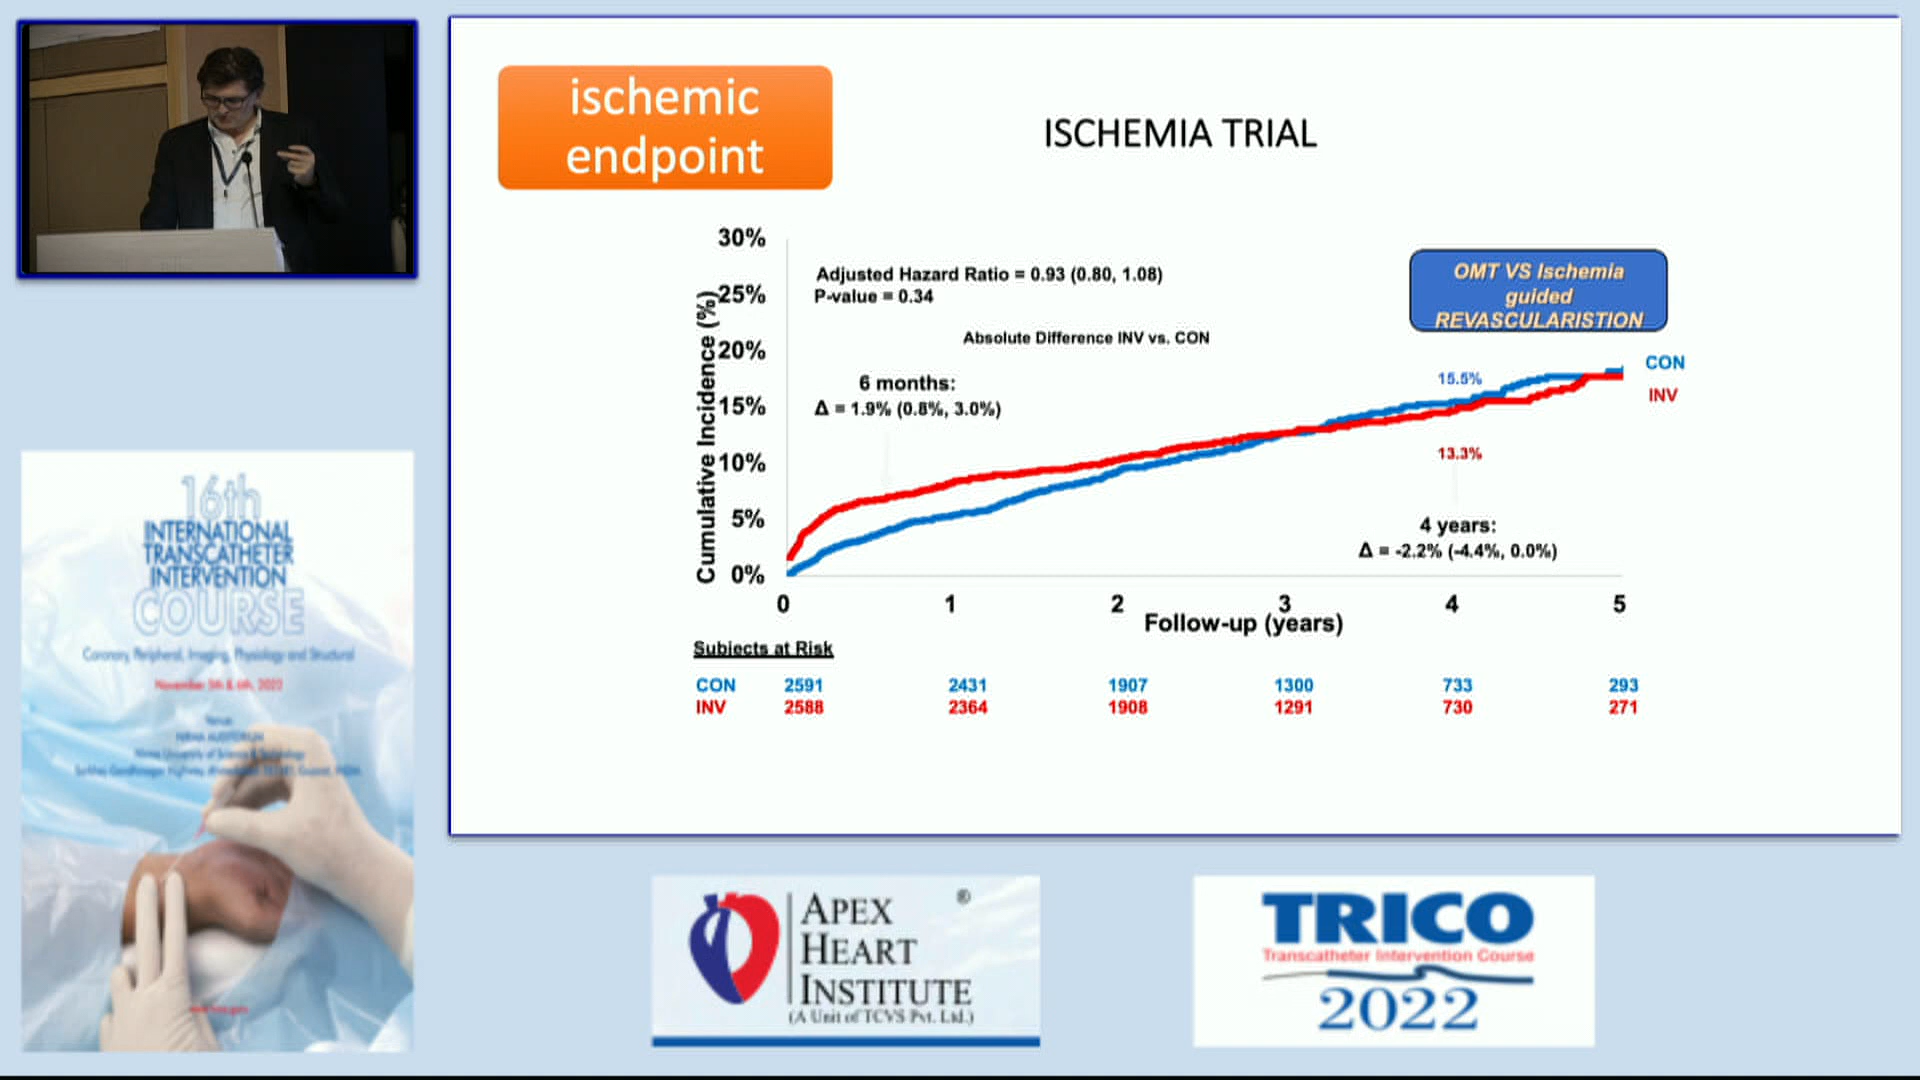 ischemic
endpoint
ISCHEMIA TRIAL
30%
25%
20%
15%
10%
5%
0%
Cumulative Incidence (%)
Adjusted Hazard Ratio = 0.93 (0.80, 1.08)
P-value = 0.34
Absolute Difference INV vs. CON
6 months:
Δ = 1.9% (0.8%, 3.0%)
OMT VS Ischemia
guided
REVASCULARISTION
CON
INV
15.5%
13.3%
4 years:
Δ = -2.2% (-4.4%, 0.0%)
0 1 2 3 4 5
Follow-up (years)
Subjects at Risk
CON 2591 2431 1907 1300 733 293
INV 2588 2364 1908 1291 730 271
16th
INTERNATIONAL
TRANSCATHETER
INTERVENTION
COURSE
Coronary, Peripheral, Imaging, Physiology and Structural
November 5th & 6th, 2022
Venue
APEX
HEART
INSTITUTE
(A Unit of TCVS Pvt. Ltd.)
®
TRICO
Transcatheter Intervention Course
2022